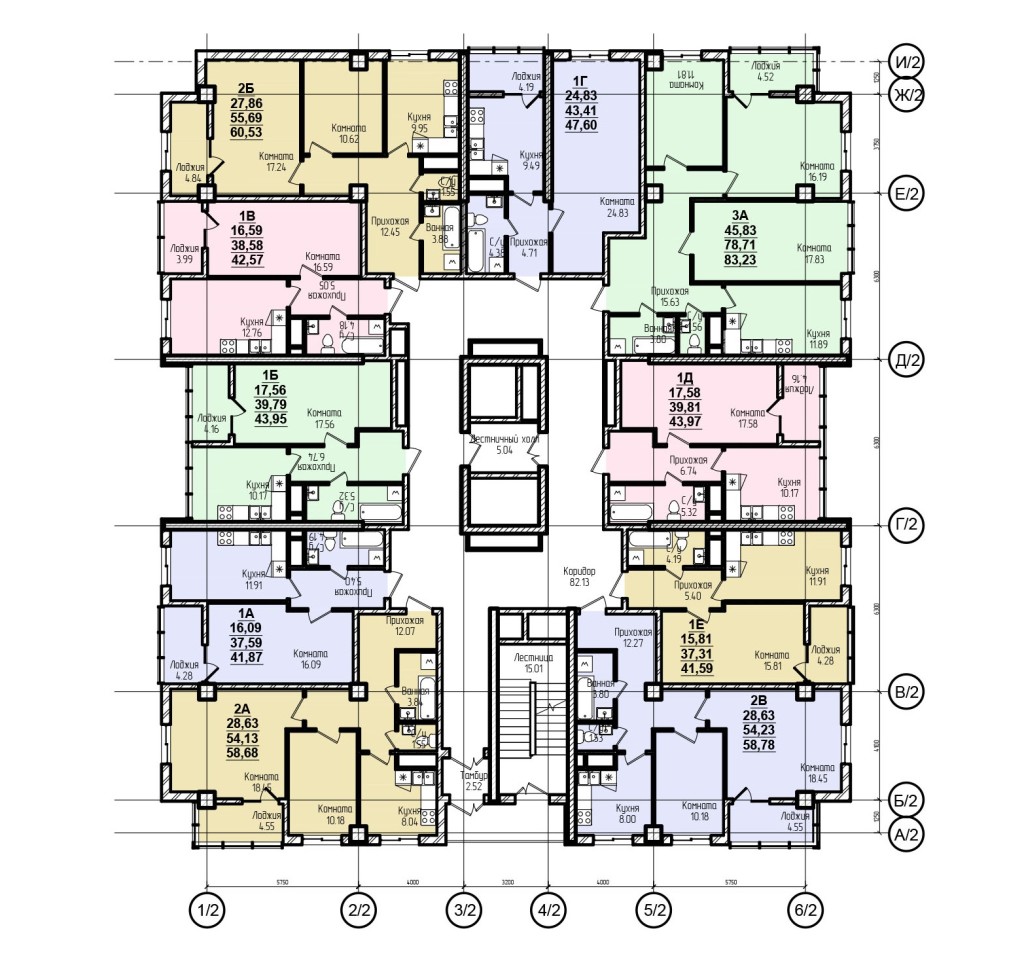 И/2
Ж/2
Е/2
Д/2
Г/2
В/2
Б/2
А/2
1250
3750
6300
6300
6300
4100
1250
2Б
27,86
55,69
60,53
Комната
17.24
Лоджия
4.84
Комната
10.62
Кухня
9.95
С/у
1.55
Ванная
3.88
Прихожая
12.45
Лоджия
4.19
Кухня
9.49
С/у
4.38
Прихожая
4.71
1Г
24,83
43,41
47,60
Комната
24.83
Комната
11.81
Лоджия
4.52
Комната
16.19
3А
45,83
78,71
83,23
Комната
17.83
Прихожая
15.63
Ванная
3.80
С/у
1.56
Кухня
11.89
1В
16,59
38,58
42,57
Лоджия
3.99
Комната
16.59
Прихожая
5.05
Кухня
12.76
С/у
4.18
1Б
17,56
39,79
43,95
Лоджия
4.16
Комната
17.56
Прихожая
6.74
Кухня
10.17
С/у
5.32
Лестничный холл
5.04
1Д
17,58
39,81
43,97
Лоджия
4.16
Комната
17.58
Прихожая
6.74
С/у
5.32
Кухня
10.17
Кухня
11.91
С/у
4.19
Прихожая
5.40
1А
16,09
37,59
41,87
Лоджия
4.28
Комната
16.09
Коридор
82.13
С/у
4.19
Кухня
11.91
Прихожая
5.40
1Е
15,81
37,31
41,59
Комната
15.81
Лоджия
4.28
Прихожая
12.07
Ванная
3.84
С/у
2А
28,63
54,13
58,68
Комната
18.45
Лоджия
4.55
Комната
10.18
Кухня
8.04
Тамбур
2.52
Лестница
15.01
Прихожая
12.27
Ванная
3.80
С/у
1.53
2В
28,63
54,23
58,78
Комната
18.45
Кухня
8.00
Комната
10.18
Лоджия
4.55
5750
4000
3200
4000
5750
1/2
2/2
3/2
4/2
5/2
6/2